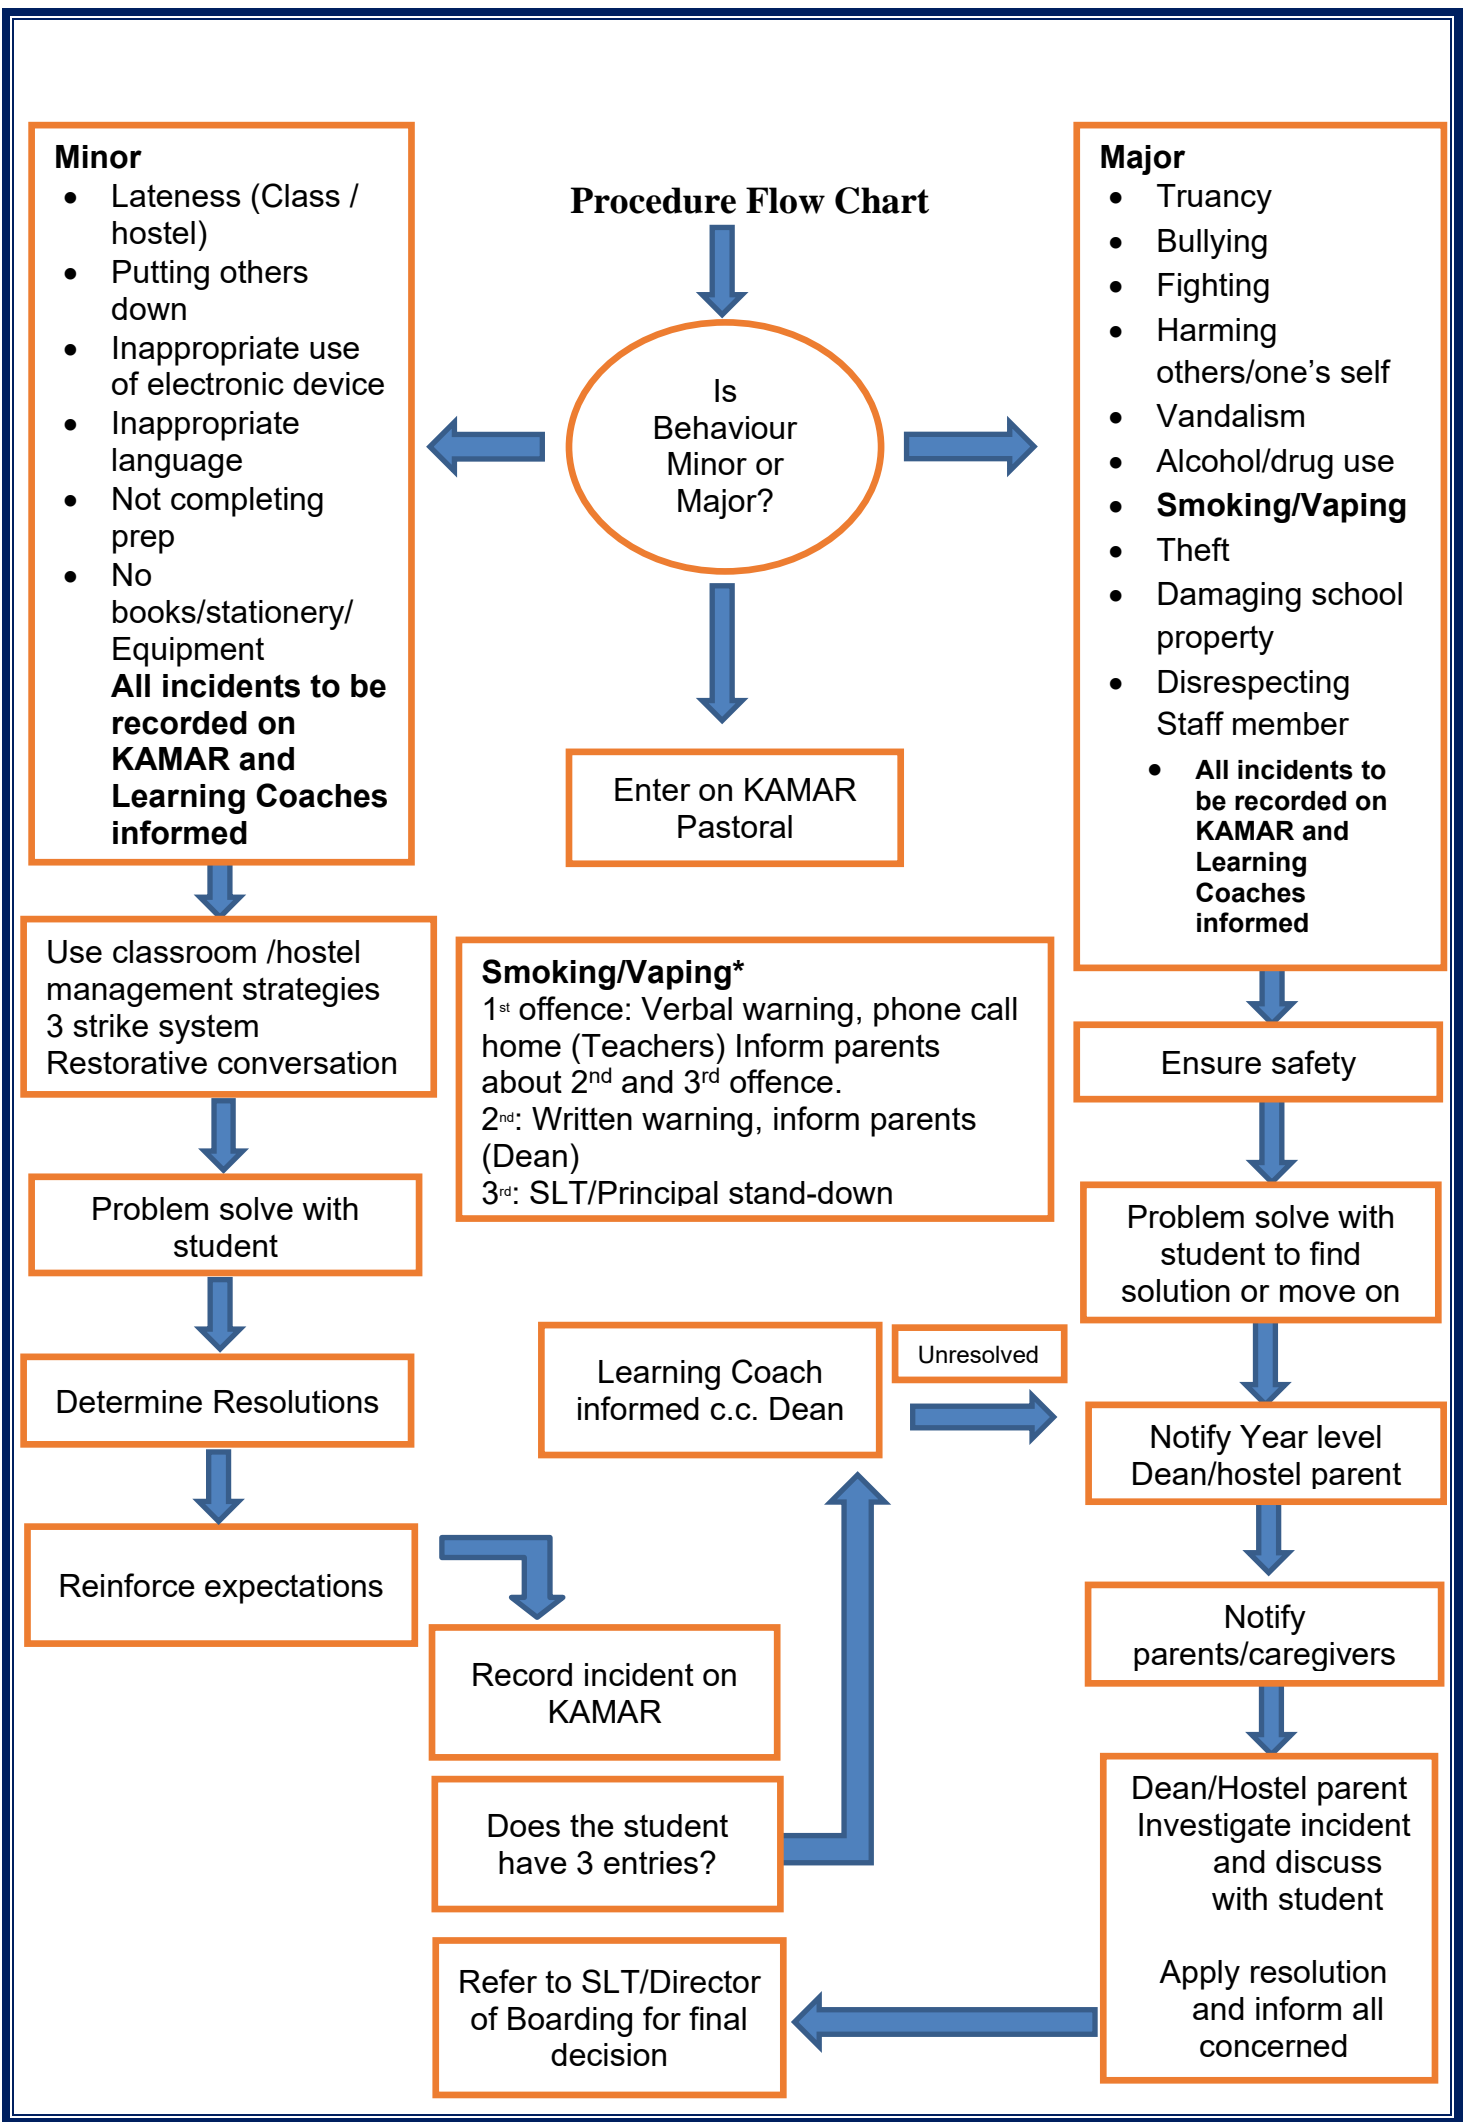 Minor
• Lateness (Class /
hostel)
• Putting others
down
• Inappropriate use
of electronic device
• Inappropriate
language
• Not completing
prep
• No
books/stationery/
Equipment
All incidents to be
recorded on
KAMAR and
Learning Coaches
informed
Procedure Flow Chart
Is
Behaviour
Minor or
Major?
Major
• Truancy
• Bullying
• Fighting
• Harming
others/one's self
• Vandalism
• Alcohol/drug use
• Smoking/Vaping
• Theft
• Damaging school
property
• Disrespecting
Staff member
• All incidents to
be recorded on
KAMAR and
Learning
Coaches
informed
Enter on KAMAR
Pastoral
Use classroom /hostel
management strategies
3 strike system
Restorative conversation
Smoking/Vaping*
1st offence: Verbal warning, phone call
home (Teachers) Inform parents
about 2nd and 3rd offence.
2nd: Written warning, inform parents
(Dean)
3rd: SLT/Principal stand-down
Ensure safety
Problem solve with
student
Problem solve with
student to find
solution or move on
Determine Resolutions
Learning Coach
informed c.c. Dean
Unresolved
Notify Year level
Dean/hostel parent
Reinforce expectations
Notify
parents/caregivers
Record incident on
KAMAR
Does the student
have 3 entries?
Dean/Hostel parent
Investigate incident
and discuss
with student
Apply resolution
and inform all
concerned
Refer to SLT/Director
of Boarding for final
decision